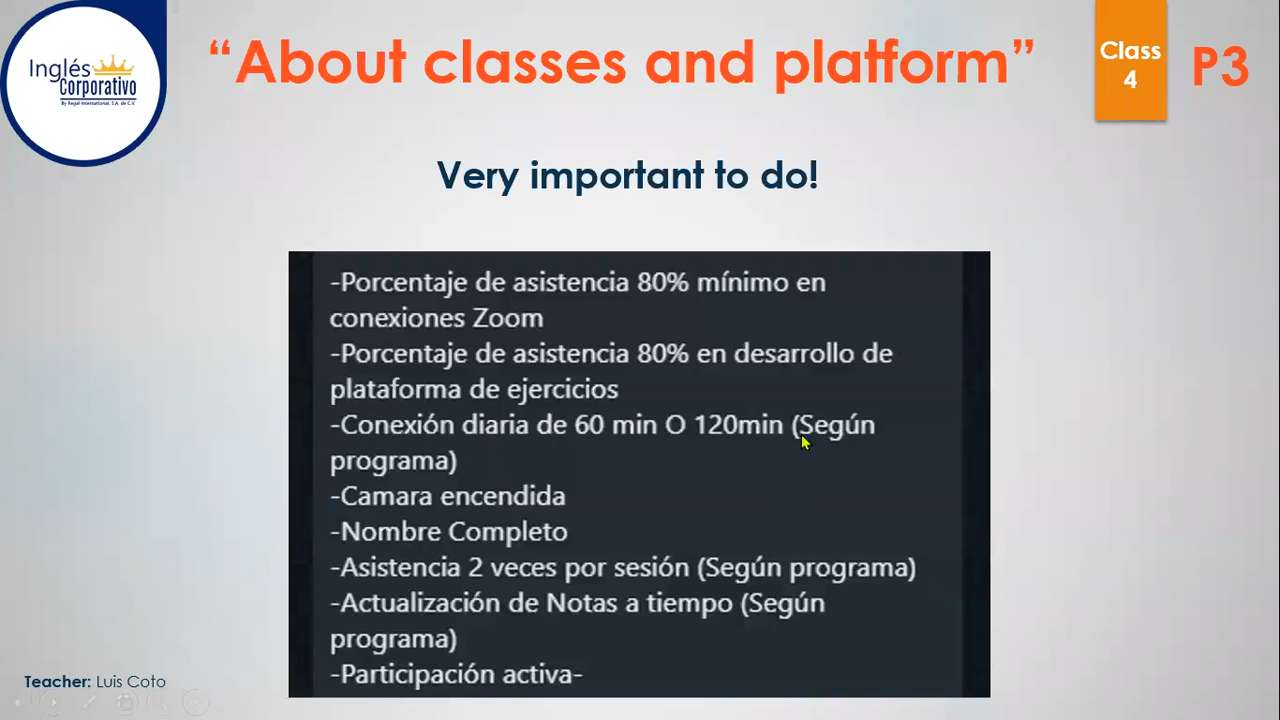 Inglés
Corporativo
By Regal International, S.A. de C.V.
“About classes and platform”
Class
4
P3
Very important to do!
-Porcentaje de asistencia 80% mínimo en
conexiones Zoom
-Porcentaje de asistencia 80% en desarrollo de
plataforma de ejercicios
-Conexión diaria de 60 min O 120min (Según
programa)
-Camara encendida
-Nombre Completo
-Asistencia 2 veces por sesión (Según programa)
-Actualización de Notas a tiempo (Según
programa)
-Participación activa-
Teacher: Luis Coto